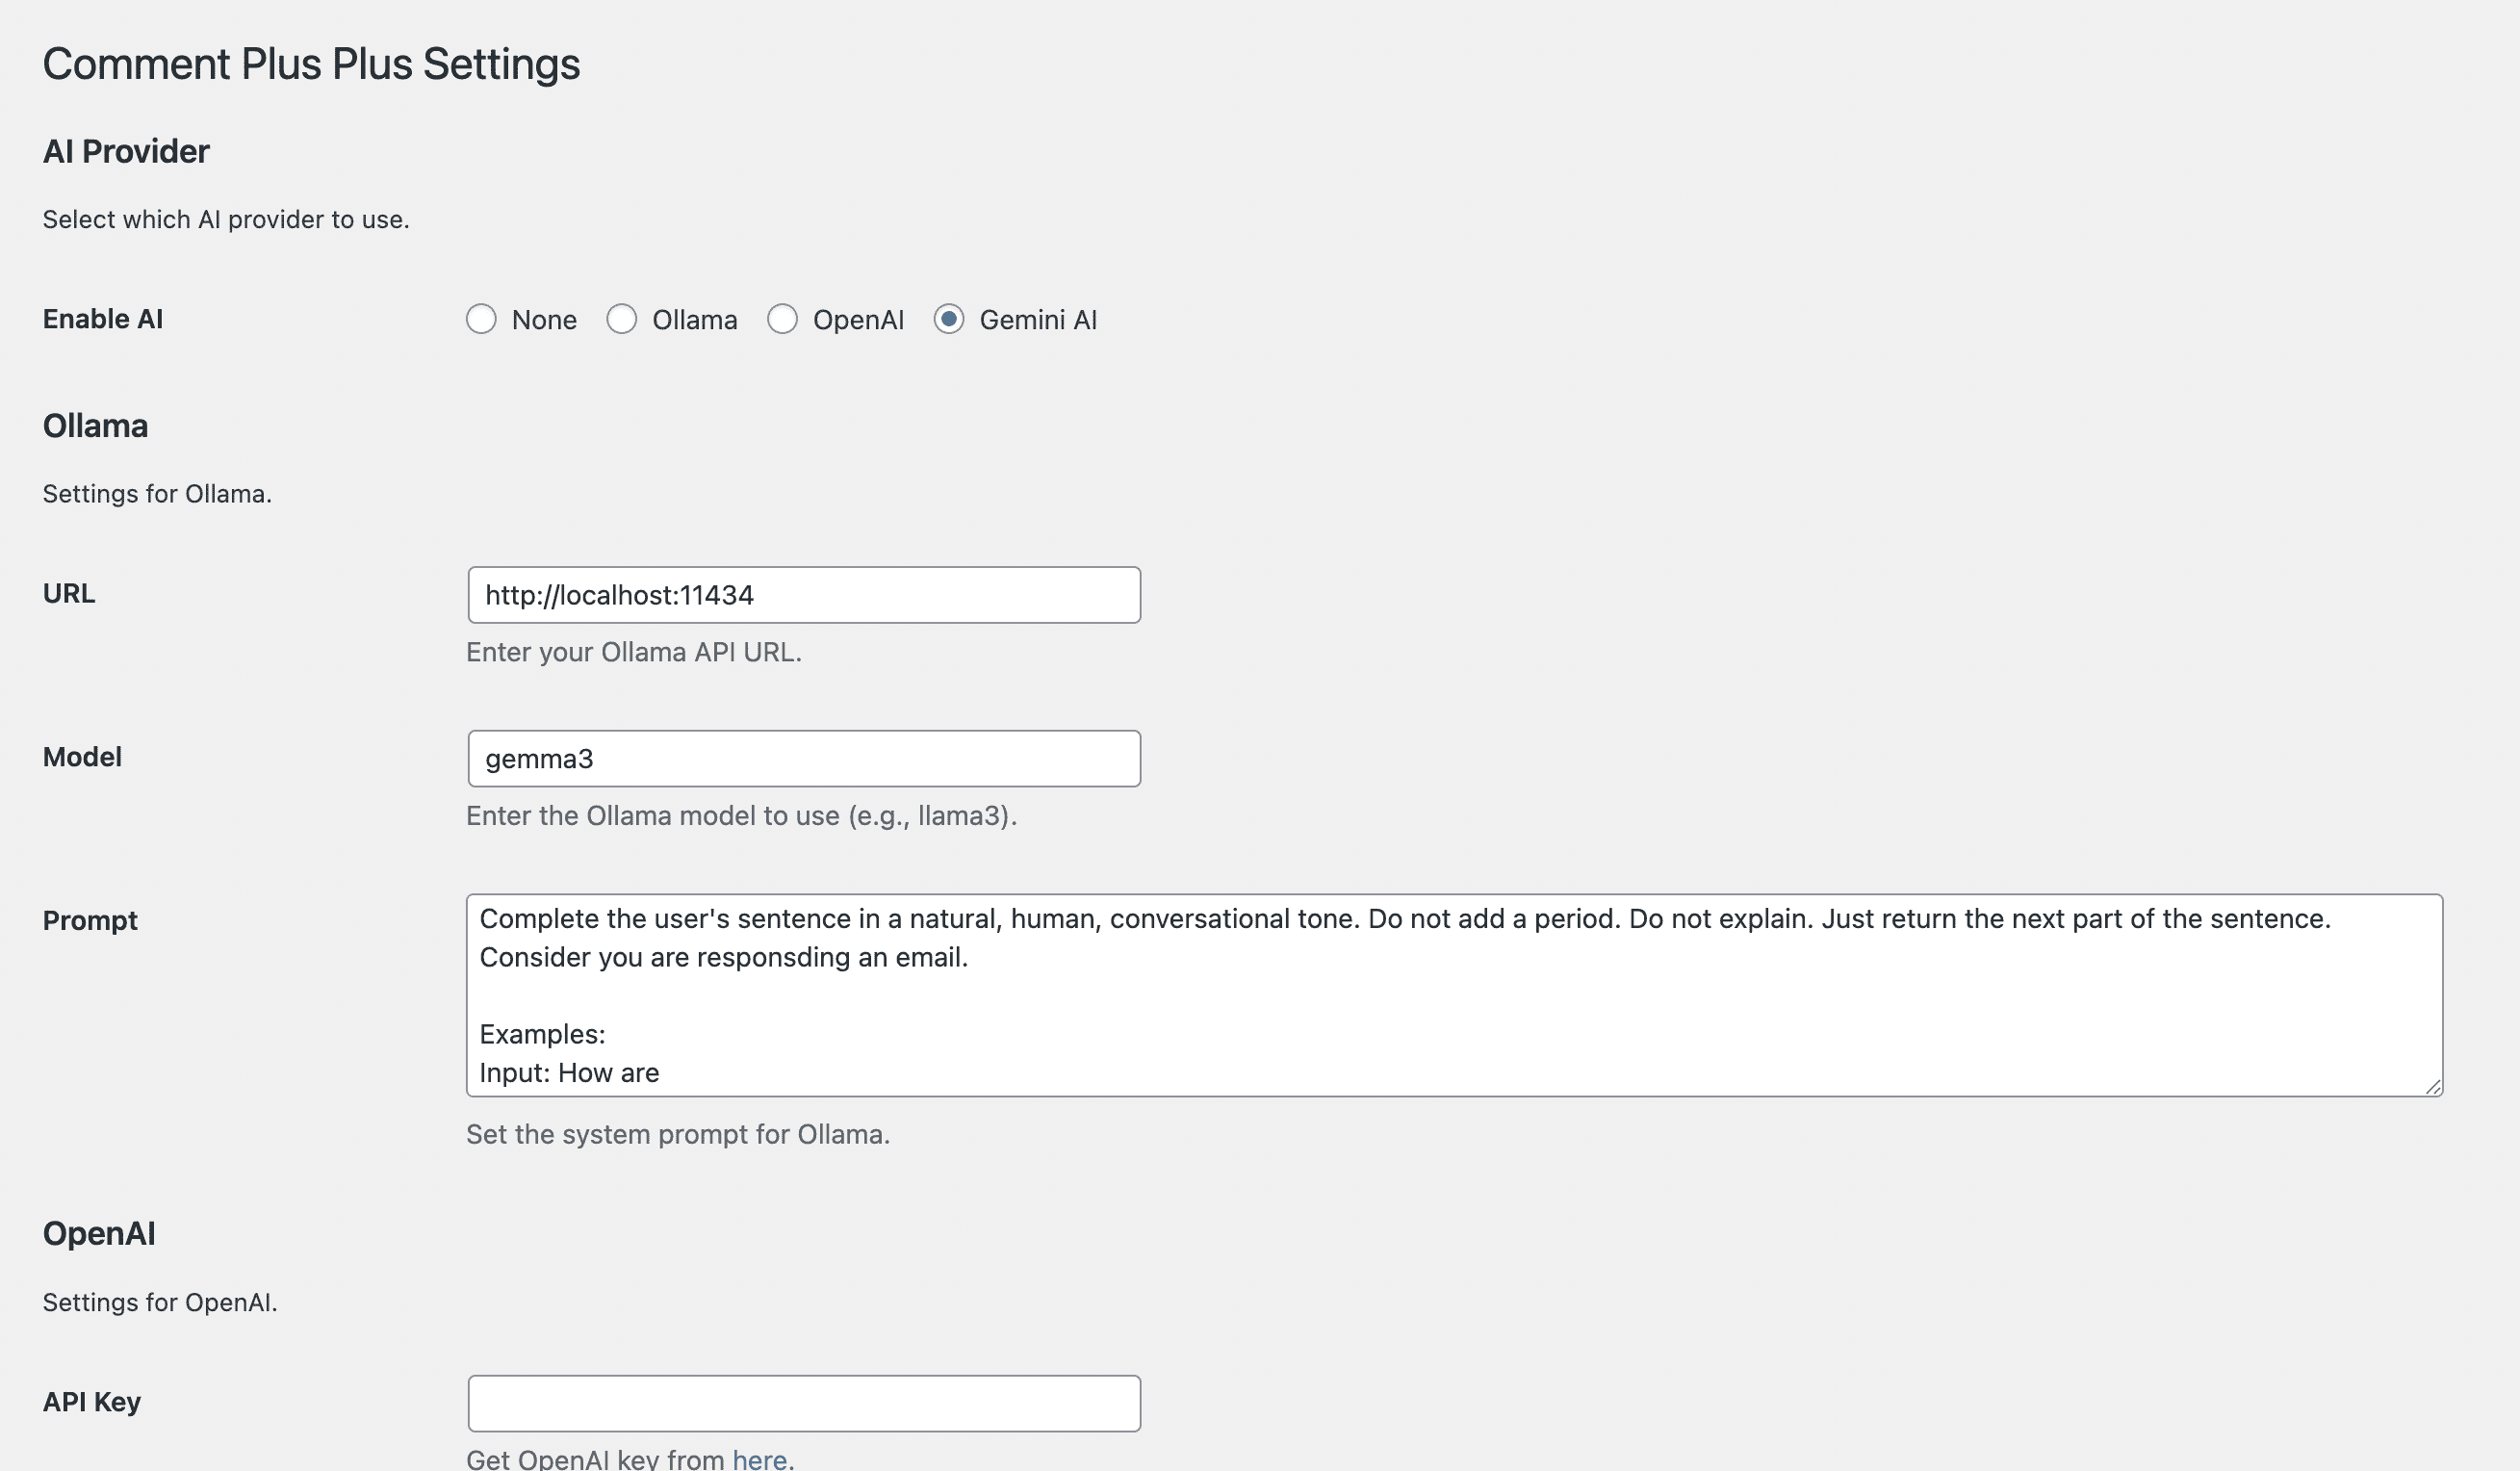 Comment Plus Plus Settings
AI Provider
Select which AI provider to use.
Enable AI None Ollama OpenAI Gemini AI
Ollama
Settings for Ollama.
URL http://localhost:11434
Enter your Ollama API URL.
Model gemma3
Enter the Ollama model to use (e.g., llama3).
Prompt Complete the user's sentence in a natural, human, conversational tone. Do not add a period. Do not explain. Just return the next part of the sentence.
Consider you are responsding an email.
Examples:
Input: How are
Set the system prompt for Ollama.
OpenAI
Settings for OpenAI.
API Key
Get OpenAI key from here.